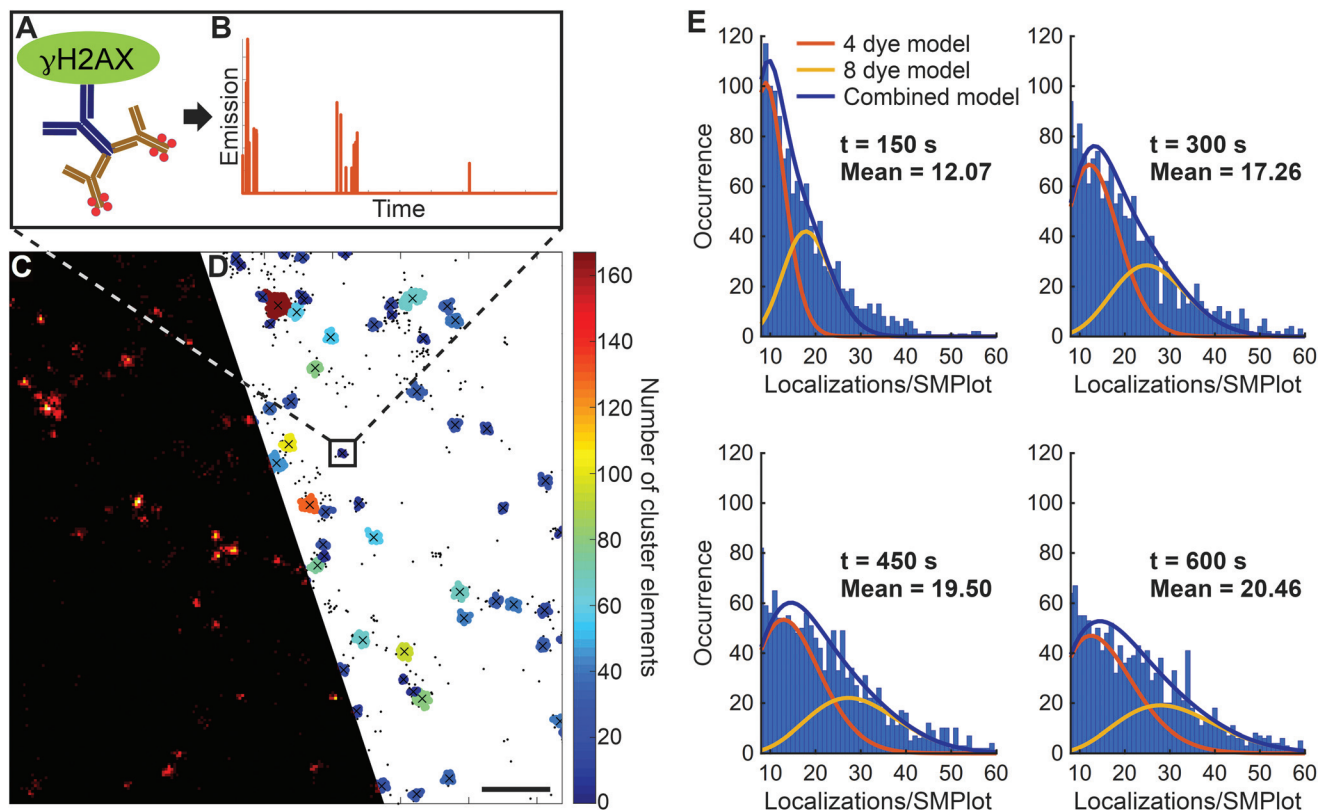 A
γH2AX
B
Emission
Time
C
D
160
140
120
100
80
60
40
20
0
Number of cluster elements
E
4 dye model
8 dye model
Combined model
Occurrence
120
100
80
60
40
20
0
t = 150 s
Mean = 12.07
10 20 30 40 50 60
Localizations/SMPlot
120
100
80
60
40
20
0
t = 300 s
Mean = 17.26
10 20 30 40 50 60
Localizations/SMPlot
Occurrence
120
100
80
60
40
20
0
t = 450 s
Mean = 19.50
10 20 30 40 50 60
Localizations/SMPlot
120
100
80
60
40
20
0
t = 600 s
Mean = 20.46
10 20 30 40 50 60
Localizations/SMPlot